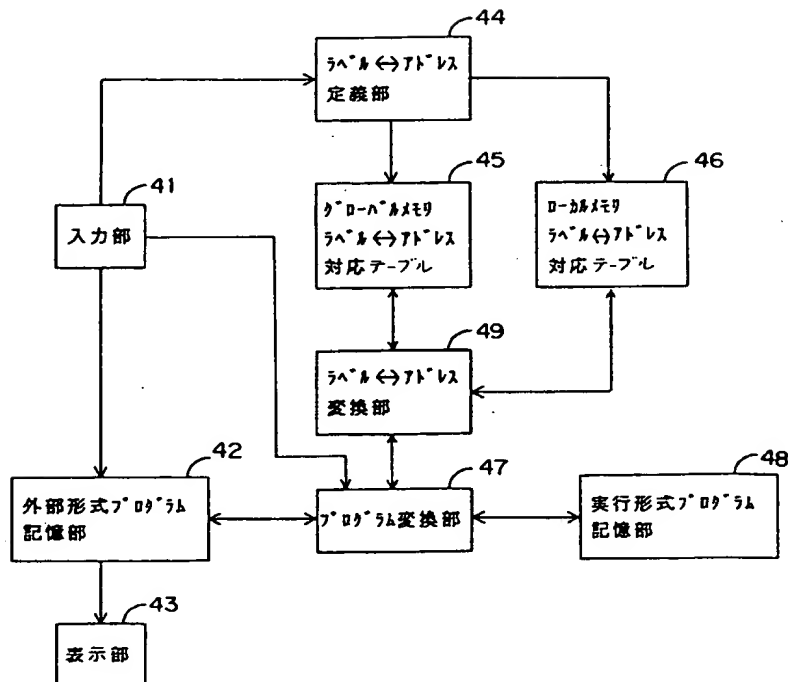 44
ラベル↔アドレス
定義部
45
グローバルメモリ
ラベル↔アドレス
対応テーブル
46
ローカルメモリ
ラベル↔アドレス
対応テーブル
41
入力部
49
ラベル↔アドレス
変換部
42
外部形式プログラム
記憶部
47
プログラム変換部
48
実行形式プログラム
記憶部
43
表示部